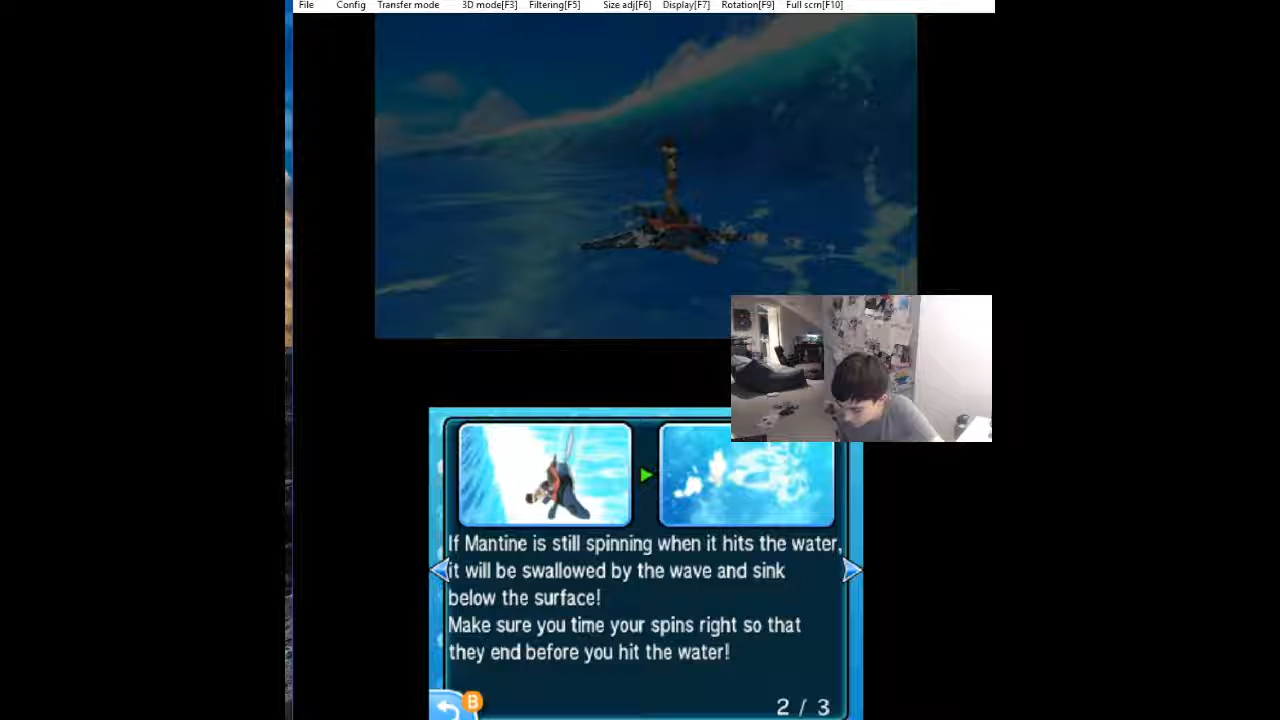 File Config Transfer mode 3D mode[F3] Filtering[F5] Size adj[F6] Display[F7] Rotation[F9] Full scrn[F10]
If Mantine is still spinning when it hits the water,
it will be swallowed by the wave and sink
below the surface!
Make sure you time your spins right so that
they end before you hit the water!
B
2 / 3